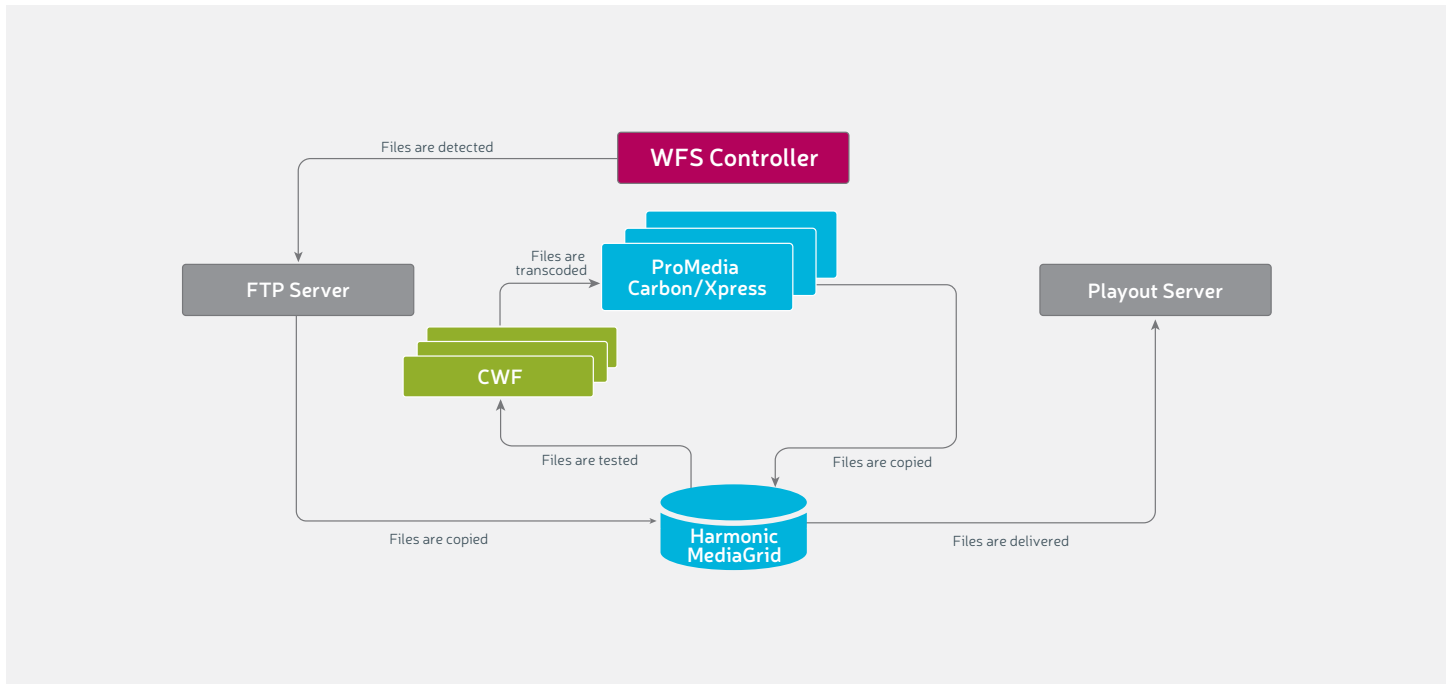 WFS Controller
Files are detected
Files are
transcoded
ProMedia
Carbon/Xpress
FTP Server
Playout Server
CWF
Files are tested
Files are copied
Harmonic
MediaGrid
Files are copied
Files are delivered